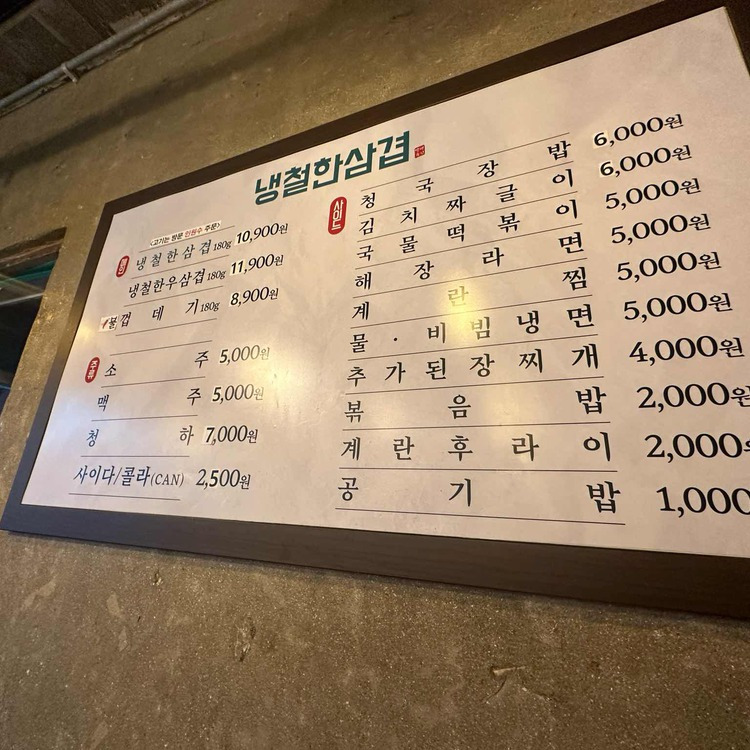 냉철한삼겹
<고기는 방문 인원수 주문>
냉철한삼겹 180g 10,900원
냉철한우삼겹 180g 11,900원
불껍데기 180g 8,900원
주류
소주 5,000원
맥주 5,000원
청하 7,000원
사이다/콜라(CAN) 2,500원
사이드
청국장밥 6,000원
김치짜글이 6,000원
국물떡볶이 5,000원
해장라면 5,000원
계란찜 5,000원
물·비빔냉면 5,000원
추가된장찌개 4,000원
볶음밥 2,000원
계란후라이 2,000
공기밥 1,000